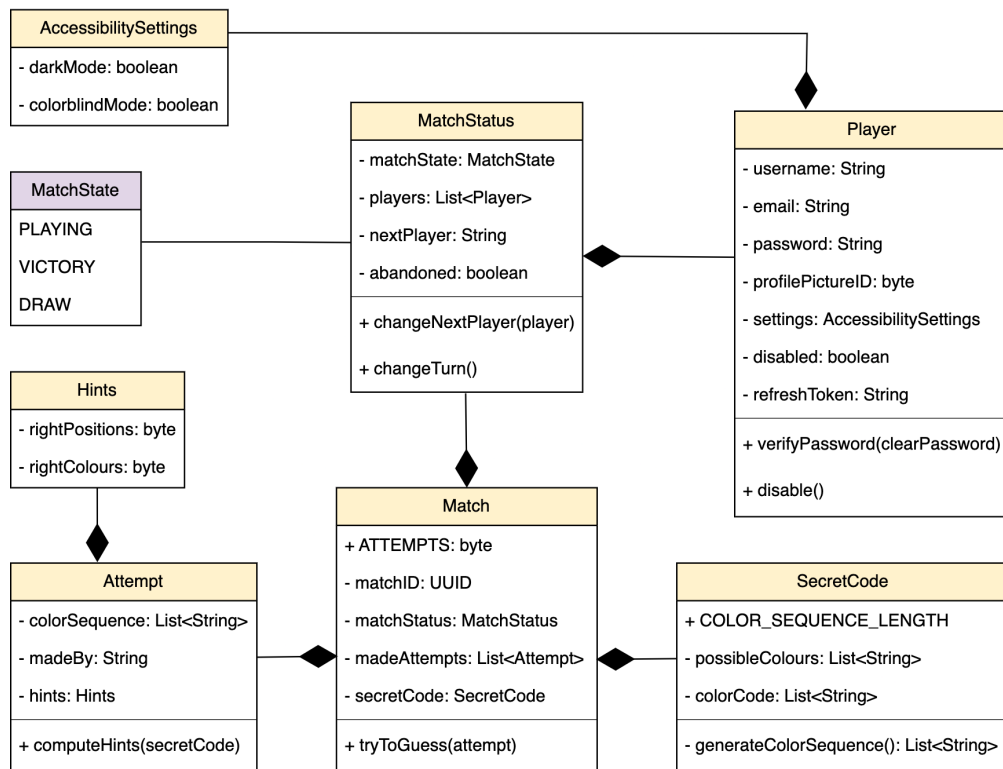 AccessibilitySettings
- darkMode: boolean
- colorblindMode: boolean
MatchState
PLAYING
VICTORY
DRAW
MatchStatus
- matchState: MatchState
- players: List<Player>
- nextPlayer: String
- abandoned: boolean
+ changeNextPlayer(player)
+ changeTurn()
Player
- username: String
- email: String
- password: String
- profilePictureID: byte
- settings: AccessibilitySettings
- disabled: boolean
- refreshToken: String
+ verifyPassword(clearPassword)
+ disable()
Hints
- rightPositions: byte
- rightColours: byte
Attempt
- colorSequence: List<String>
- madeBy: String
- hints: Hints
+ computeHints(secretCode)
Match
+ ATTEMPTS: byte
- matchID: UUID
- matchStatus: MatchStatus
- madeAttempts: List<Attempt>
- secretCode: SecretCode
+ tryToGuess(attempt)
SecretCode
+ COLOR_SEQUENCE_LENGTH
- possibleColours: List<String>
- colorCode: List<String>
- generateColorSequence(): List<String>